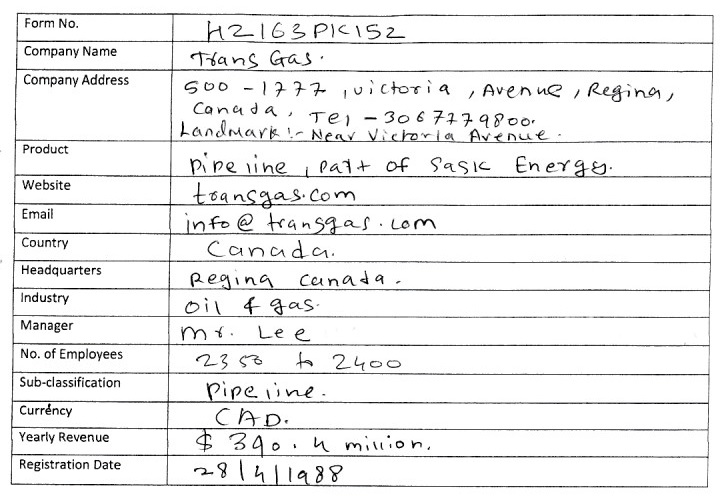 Form No. H2163PK152
Company Name Trans Gas.
Company Address 500 - 1777, victoria, Avenue, Regina,
Canada, Tel - 3067779800.
Landmark:- Near Victoria Avenue.
Product Pipeline, part of Sask Energy.
Website transgas.com
Email info@transgas.com
Country Canada.
Headquarters Regina canada.
Industry oil & gas.
Manager Mr. Lee
No. of Employees 2350 to 2400
Sub-classification Pipeline.
Currency CAD.
Yearly Revenue $ 390.4 million.
Registration Date 28/4/1988